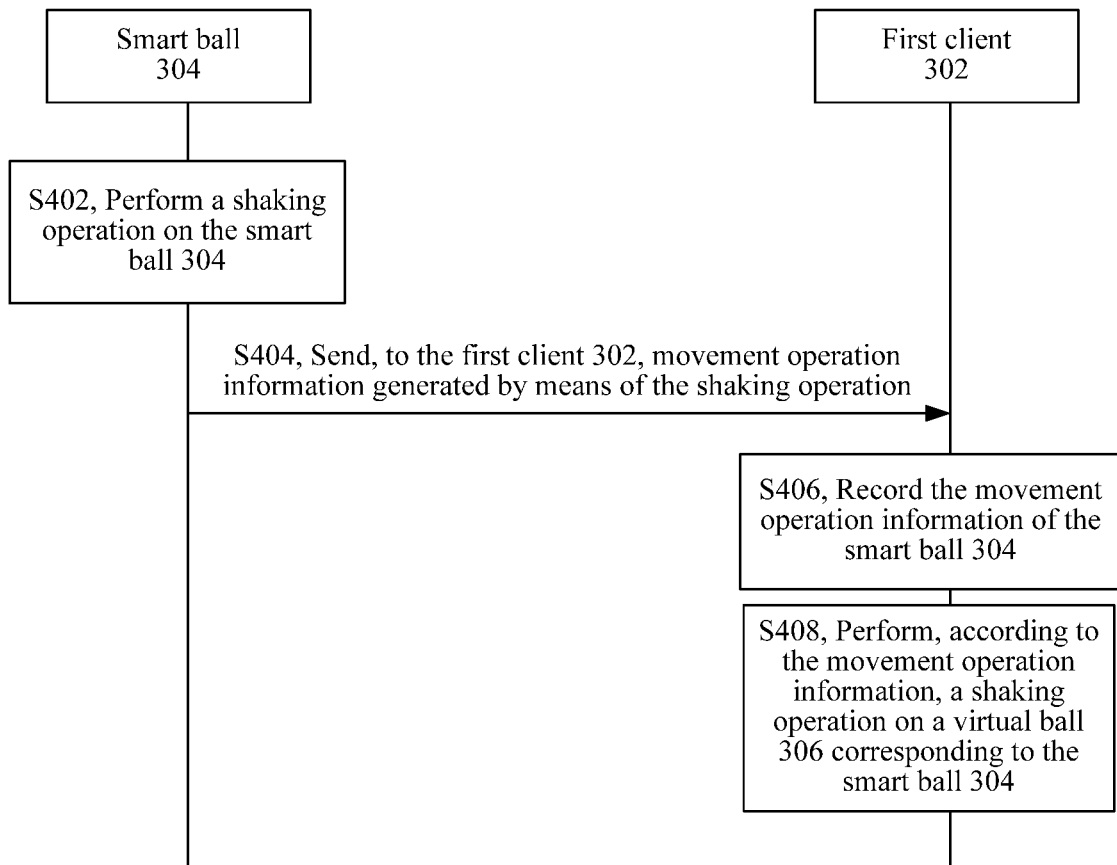 Smart ball
304
First client
302
S402, Perform a shaking
operation on the smart
ball 304
S404, Send, to the first client 302, movement operation
information generated by means of the shaking operation
S406, Record the movement
operation information of the
smart ball 304
S408, Perform, according to
the movement operation
information, a shaking
operation on a virtual ball
306 corresponding to the
smart ball 304